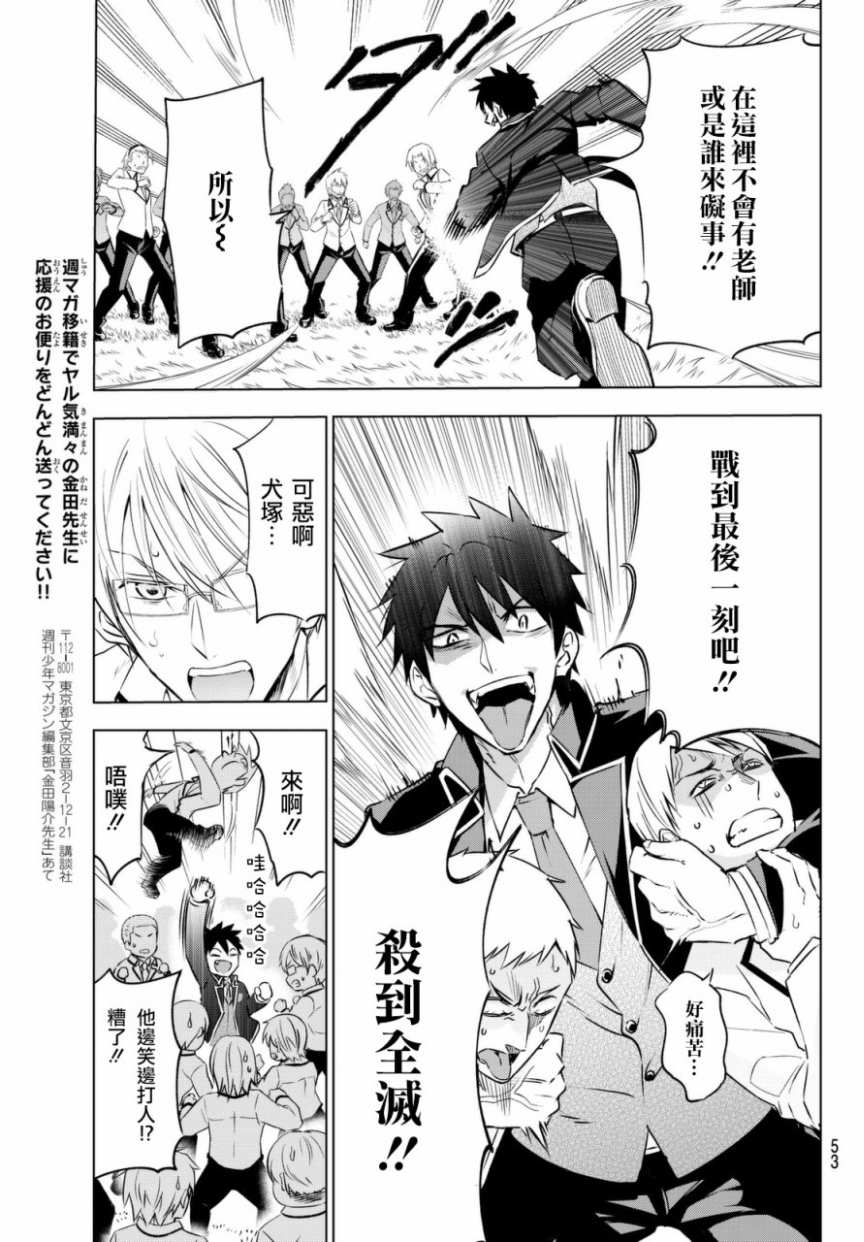 在這裡不會有老師
或是誰來礙事!!
ダッ
所以~
戰到最後一刻吧!!
好痛苦…
殺到全滅!!
可惡啊
犬塚…
來啊!!
唔噗!!
哇哈哈哈哈
他邊笑邊打人!?
糟了!!
週マガ移籍でヤル気満々の金田先生に
応援のお便りをどんどん送ってください!!
〒112-8001 東京都文京区音羽2-12-21 講談社
週刊少年マガジン編集部「金田陽介先生」あて
53